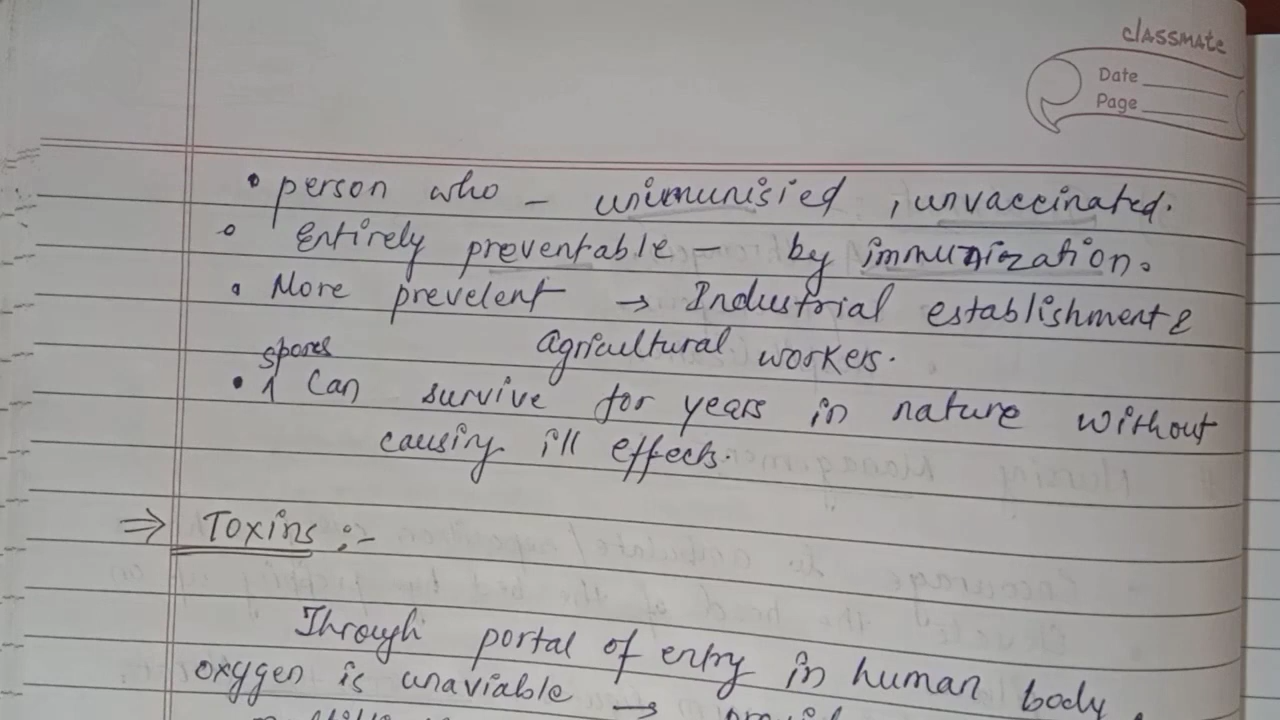 classmate
Date
Page
• person who – unimunisied , unvaccinated.
• Entirely preventable – by immunization.
• More prevelent → Industrial establishment &
Agricultural workers.
spores
• ⁁ Can survive for years in nature without
causing ill effects.
⇒ Toxins :-
Through portal of entry in human body,
oxygen is unaviable →